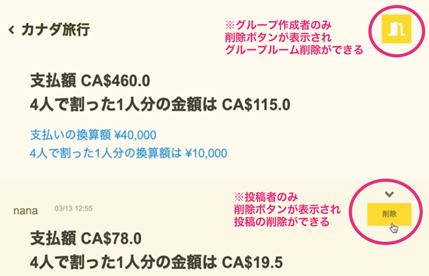 ※グループ作成者のみ
削除ボタンが表示され
グループルーム削除ができる
< カナダ旅行
支払額 CA$460.0
4人で割った1人分の金額は CA$115.0
支払いの換算額 ¥40,000
4人で割った1人分の換算額は ¥10,000
※投稿者のみ
削除ボタンが表示され
投稿の削除ができる
nana 03/13 12:55
削除
支払額 CA$78.0
4人で割った1人分の金額は CA$19.5